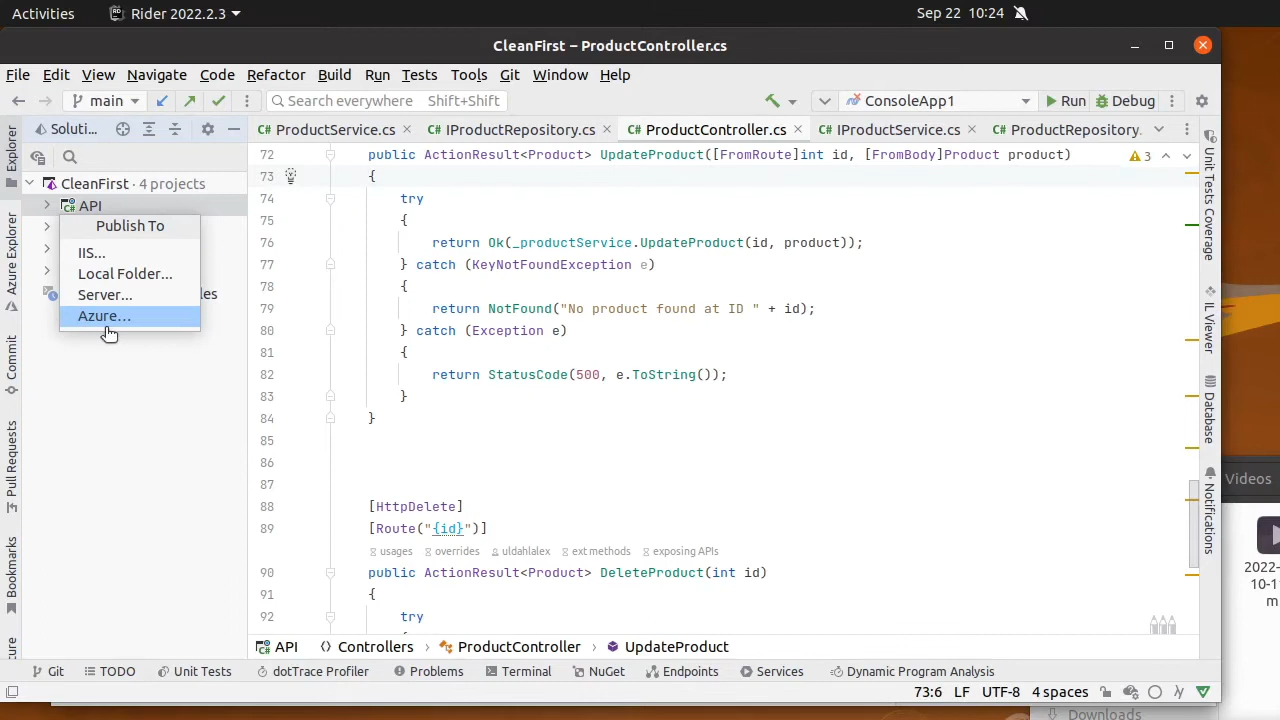 Activities
Rider 2022.2.3
Sep 22 10:24
CleanFirst – ProductController.cs
File Edit View Navigate Code Refactor Build Run Tests Tools Git Window Help
main
Search everywhere Shift+Shift
ConsoleApp1
Run
Debug
Explorer
Azure Explorer
Commit
Pull Requests
Bookmarks
Soluti...
CleanFirst · 4 projects
API
Publish To
IIS...
Local Folder...
Server...
Azure...
ProductService.cs
IProductRepository.cs
ProductController.cs
IProductService.cs
ProductRepository.
3
72 public ActionResult<Product> UpdateProduct([FromRoute]int id, [FromBody]Product product)
73 {
74 try
75 {
76 return Ok(_productService.UpdateProduct(id, product));
77 } catch (KeyNotFoundException e)
78 {
79 return NotFound("No product found at ID " + id);
80 } catch (Exception e)
81 {
82 return StatusCode(500, e.ToString());
83 }
84 }
85
86
87
88 [HttpDelete]
89 [Route("{id}")]
usages overrides uldahlalex ext methods exposing APIs
90 public ActionResult<Product> DeleteProduct(int id)
91 {
92 try
API Controllers ProductController UpdateProduct
Unit Tests Coverage
IL Viewer
Database
Notifications
Git TODO Unit Tests dotTrace Profiler Problems Terminal NuGet Endpoints Services Dynamic Program Analysis
73:6 LF UTF-8 4 spaces
Videos
2022-
Downloads